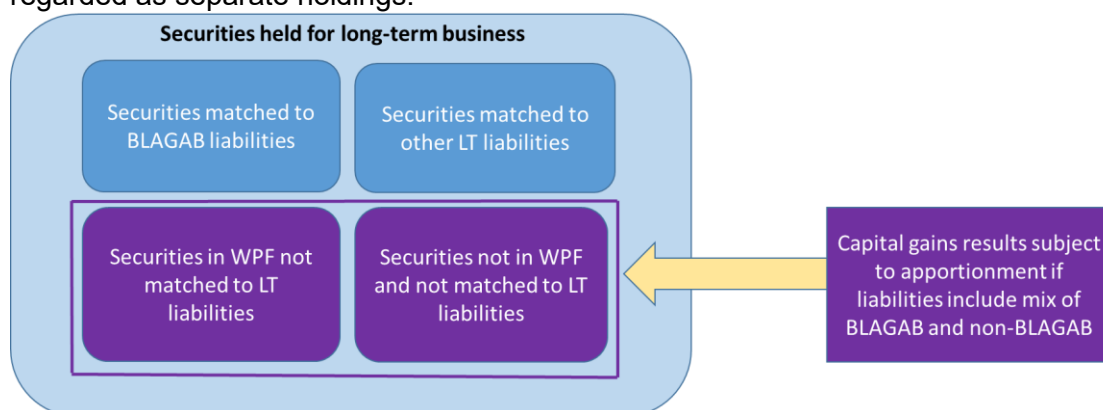 regarded as separate holdings.
Securities held for long-term business
Securities matched to
BLAGAB liabilities
Securities matched to
other LT liabilities
Securities in WPF not
matched to LT
liabilities
Securities not in WPF
and not matched to LT
liabilities
Capital gains results subject
to apportionment if
liabilities include mix of
BLAGAB and non-BLAGAB